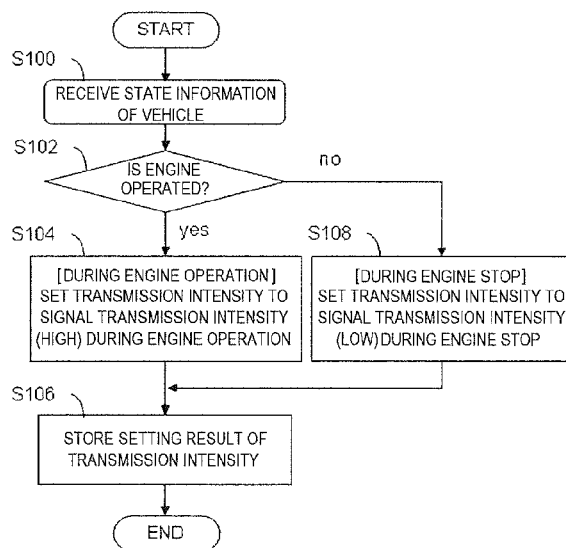 START
S100
RECEIVE STATE INFORMATION
OF VEHICLE
S102
IS ENGINE
OPERATED?
no
yes
S104
[DURING ENGINE OPERATION]
SET TRANSMISSION INTENSITY TO
SIGNAL TRANSMISSION INTENSITY
(HIGH) DURING ENGINE OPERATION
S108
[DURING ENGINE STOP]
SET TRANSMISSION INTENSITY TO
SIGNAL TRANSMISSION INTENSITY
(LOW) DURING ENGINE STOP
S106
STORE SETTING RESULT OF
TRANSMISSION INTENSITY
END